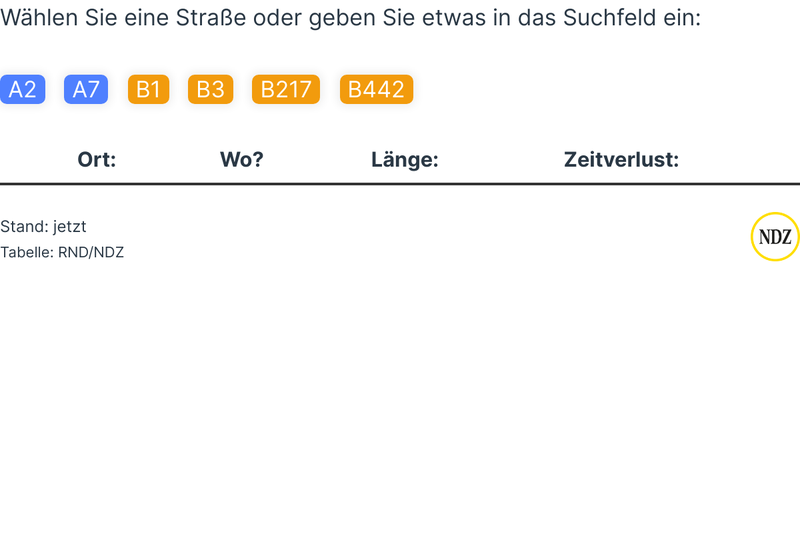 Wählen Sie eine Straße oder geben Sie etwas in das Suchfeld ein:
A2 A7 B1 B3 B217 B442
Ort: Wo? Länge: Zeitverlust:
Stand: jetzt
Tabelle: RND/NDZ
NDZ